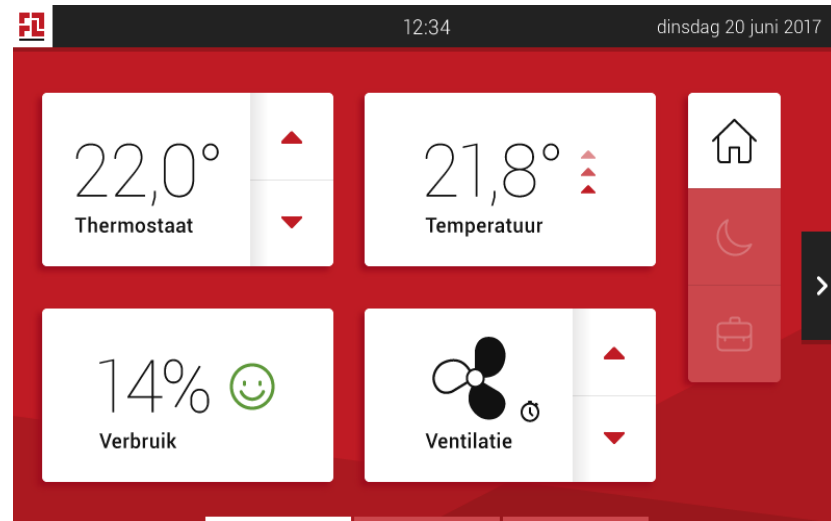 12:34
dinsdag 20 juni 2017
22,0°
Thermostaat
21,8°
Temperatuur
14%
Verbruik
Ventilatie